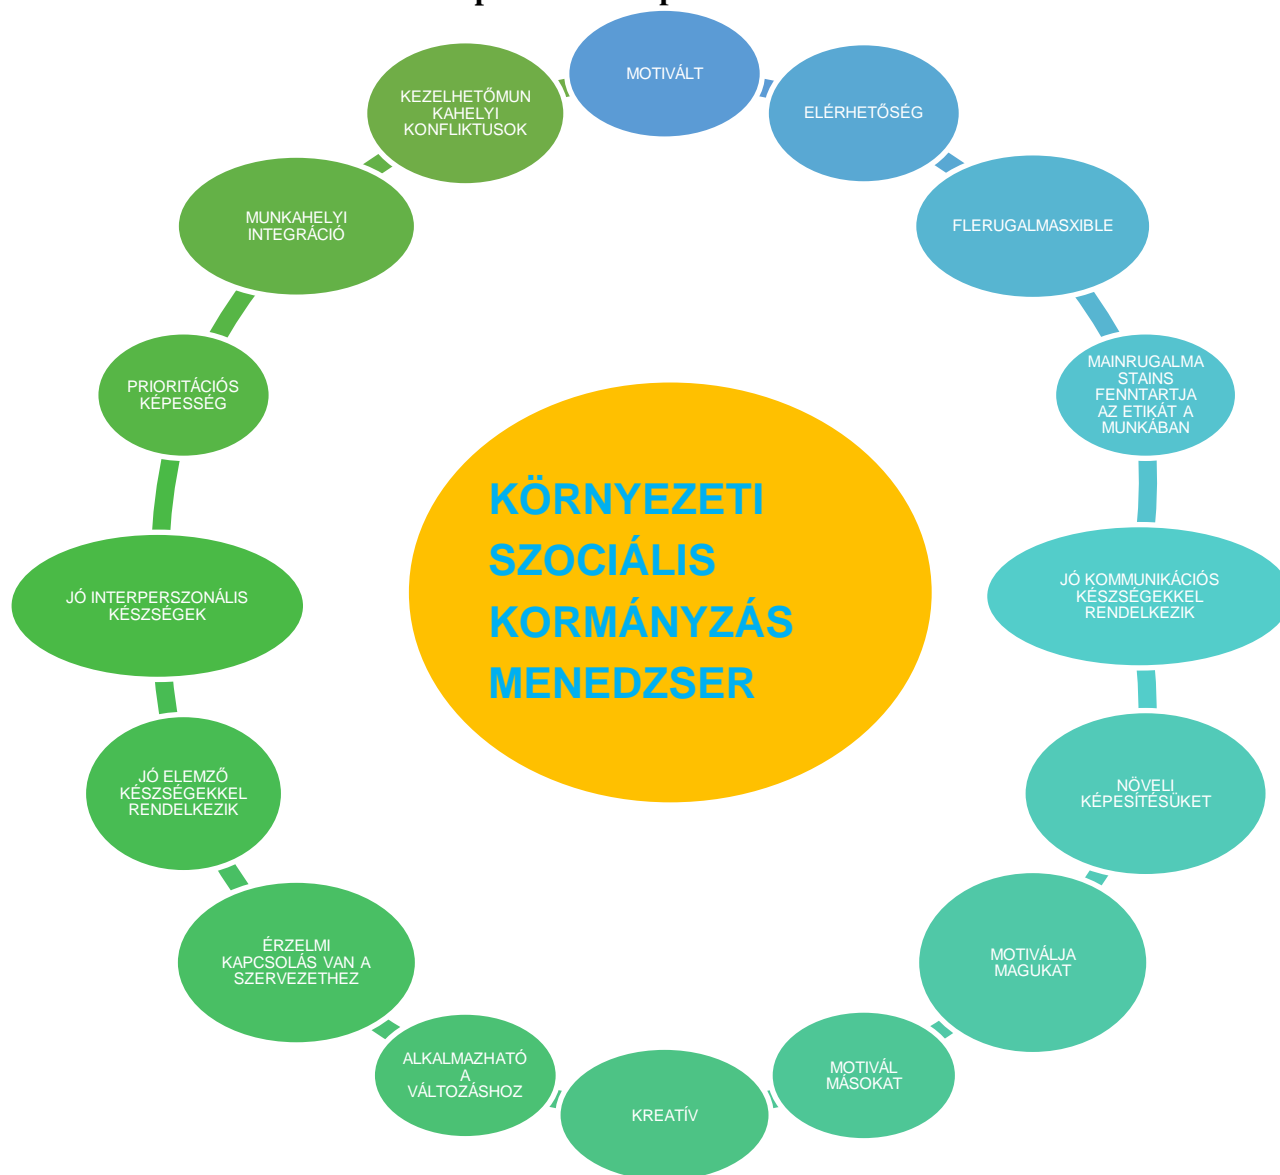 MOTIVÁLT
ELÉRHETŐSÉG
FLERUGALMASXIBLE
MAINRUGALMA
STAINS
FENNTARTJA
AZ ETIKÁT A
MUNKÁBAN
JÓ KOMMUNIKÁCIÓS
KÉSZSÉGEKKEL
RENDELKEZIK
NÖVELI
KÉPESÍTÉSÜKET
MOTIVÁLJA
MAGUKAT
MOTIVÁL
MÁSOKAT
KREATÍV
ALKALMAZHATÓ
A
VÁLTOZÁSHOZ
ÉRZELMI
KAPCSOLÁS VAN A
SZERVEZETHEZ
JÓ ELEMZŐ
KÉSZSÉGEKKEL
RENDELKEZIK
JÓ INTERPERSZONÁLIS
KÉSZSÉGEK
PRIORITÁCIÓS
KÉPESSÉG
MUNKAHELYI
INTEGRÁCIÓ
KEZELHETŐMUN
KAHELYI
KONFLIKTUSOK
KÖRNYEZETI
SZOCIÁLIS
KORMÁNYZÁS
MENEDZSER